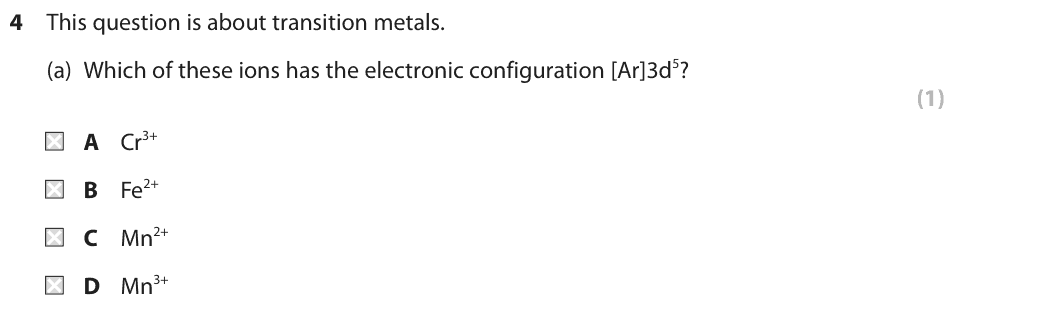 4 This question is about transition metals.
(a) Which of these ions has the electronic configuration [Ar]3d⁵?
(1)
A Cr³⁺
B Fe²⁺
C Mn²⁺
D Mn³⁺